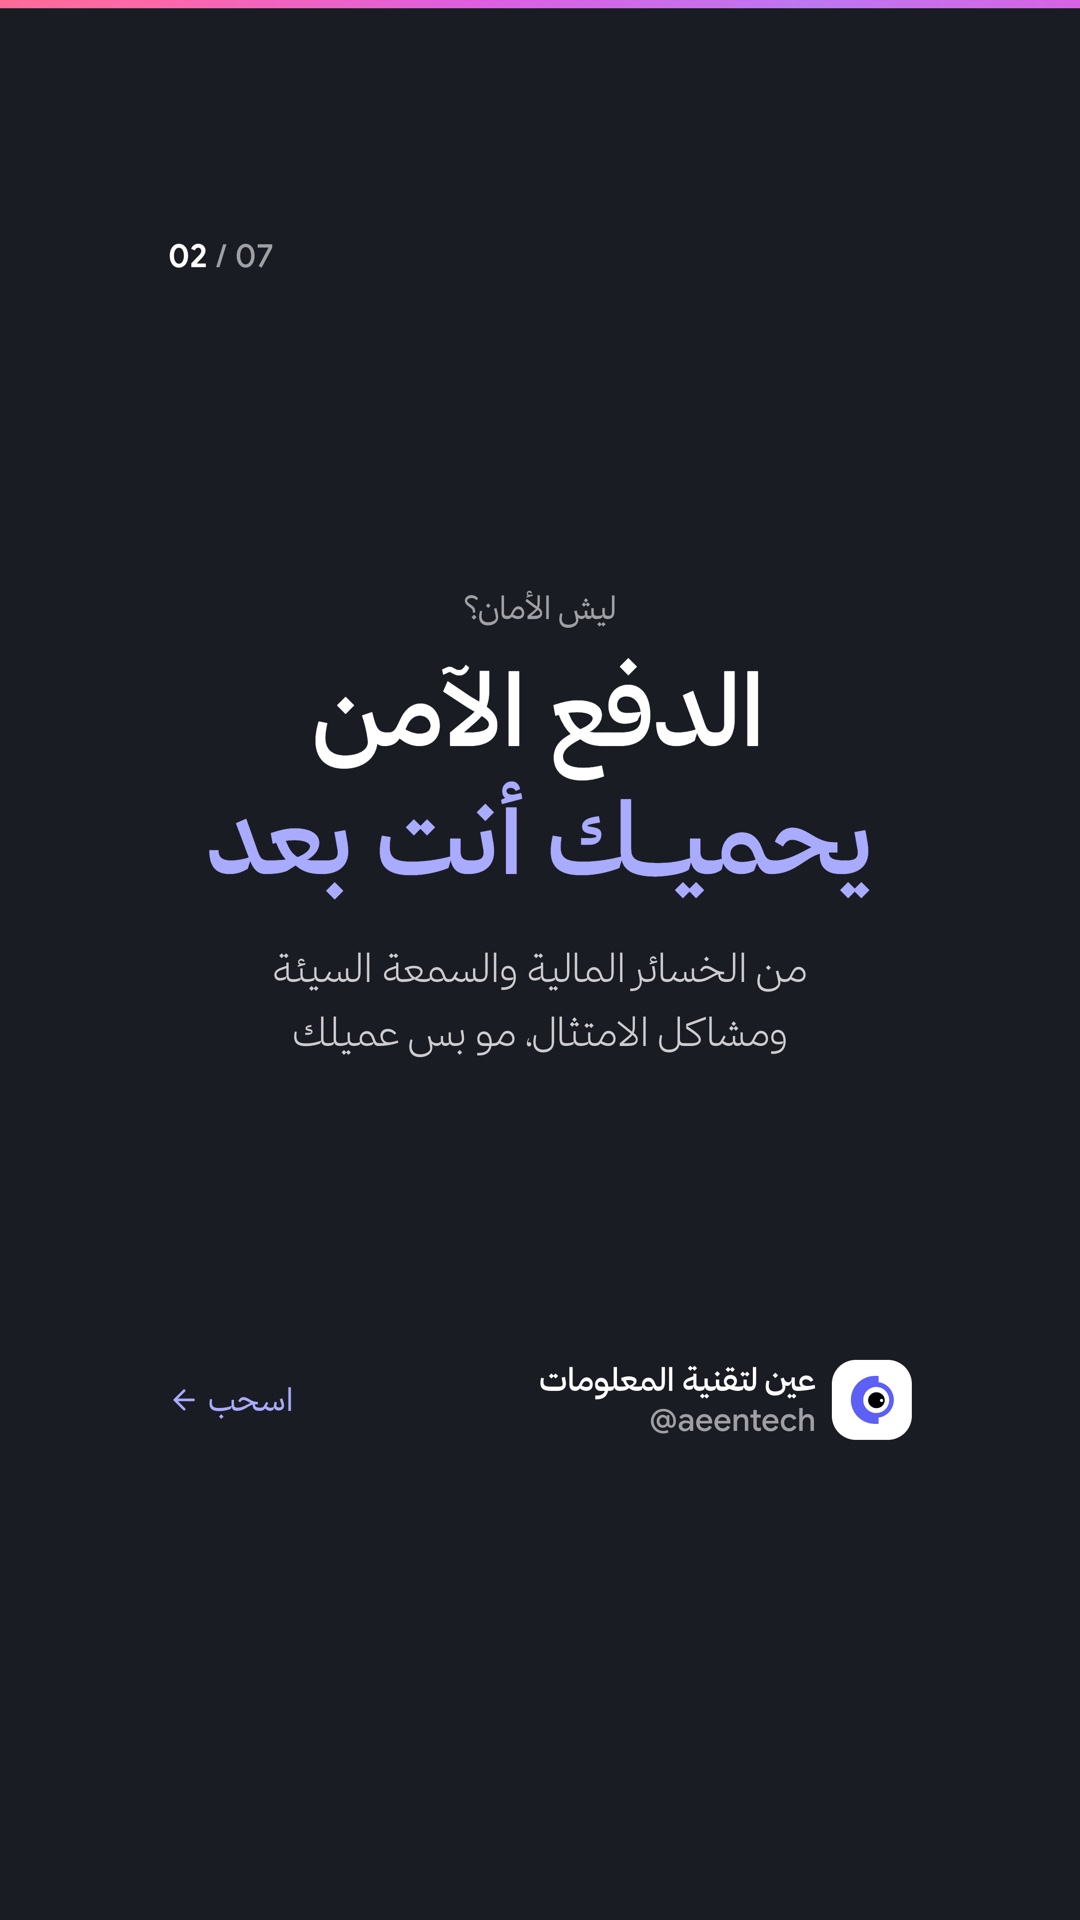 02 / 07
ليش الأمان؟
الدفع الآمن
يحميـك أنت بعد
من الخسائر المالية والسمعة السيئة
ومشاكل الامتثال، مو بس عميلك
عين لتقنية المعلومات
@aeentech
اسحب ←